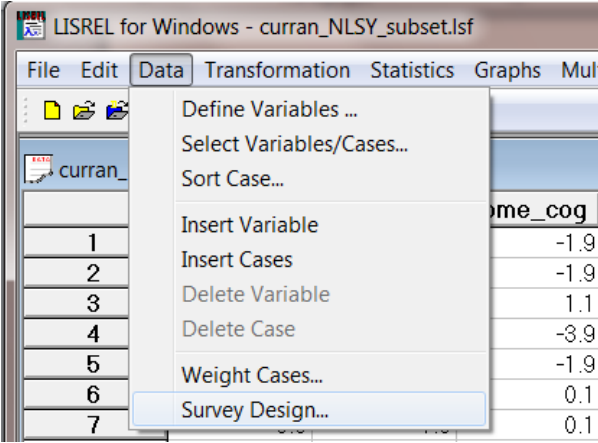 LISREL for Windows - curran_NLSY_subset.lsf
File Edit Data Transformation Statistics Graphs Mul
Define Variables ...
Select Variables/Cases...
Sort Case...
Insert Variable
Insert Cases
Delete Variable
Delete Case
Weight Cases...
Survey Design...
curran_
ome_cog
1 -1.9
2 -1.9
3 1.1
4 -3.9
5 -1.9
6 0.1
7 0.1